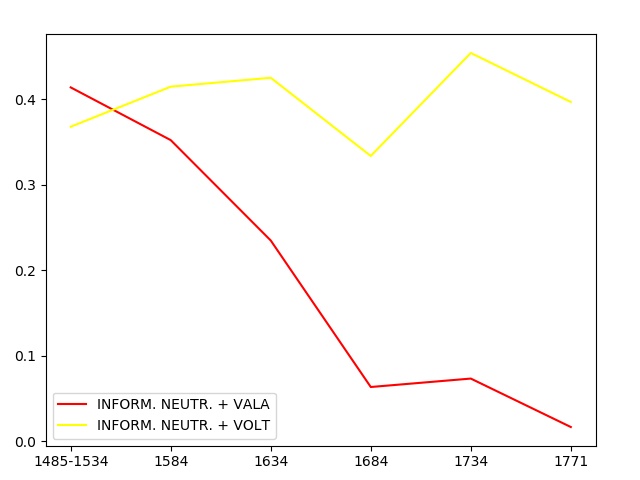 0.4
0.3
0.2
0.1
0.0
INFORM. NEUTR. + VALA
INFORM. NEUTR. + VOLT
1485-1534 1584 1634 1684 1734 1771